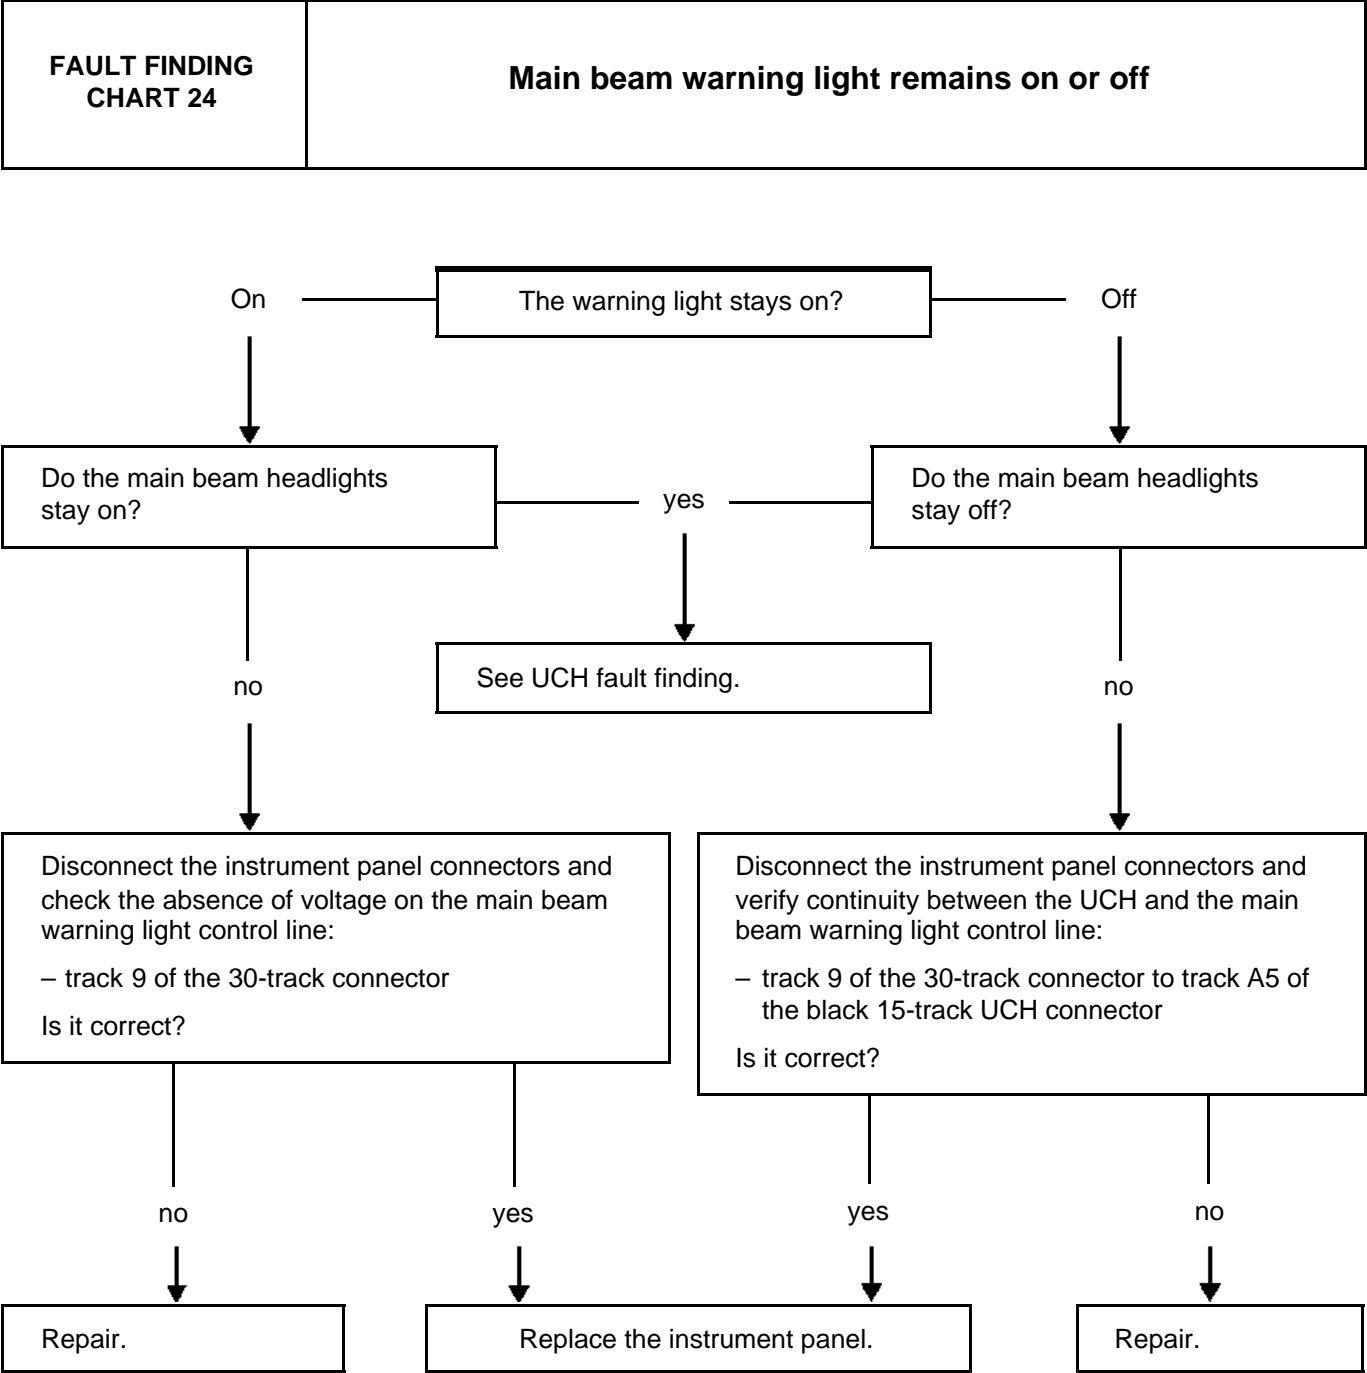 FAULT FINDING
CHART 24
Main beam warning light remains on or off
On
The warning light stays on?
Off
Do the main beam headlights
stay on?
yes
Do the main beam headlights
stay off?
no
See UCH fault finding.
no
Disconnect the instrument panel connectors and
check the absence of voltage on the main beam
warning light control line:
– track 9 of the 30-track connector
Is it correct?
Disconnect the instrument panel connectors and
verify continuity between the UCH and the main
beam warning light control line:
– track 9 of the 30-track connector to track A5 of
the black 15-track UCH connector
Is it correct?
no
yes
yes
no
Repair.
Replace the instrument panel.
Repair.